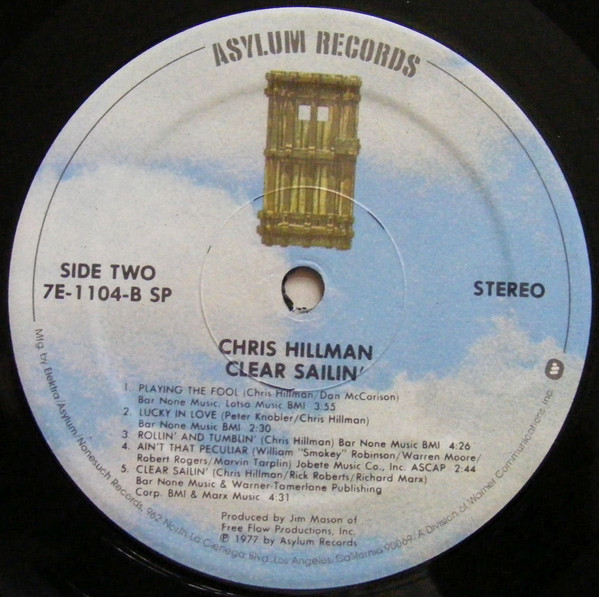 ASYLUM RECORDS
SIDE TWO
7E-1104-B SP
STEREO
CHRIS HILLMAN
CLEAR SAILIN'
1. PLAYING THE FOOL (Chris Hillman/Dan McCorison)
Bar None Music, Lotsa Music BMI 3:55
2. LUCKY IN LOVE (Peter Knobler/Chris Hillman)
Bar None Music BMI 2:30
3. ROLLIN' AND TUMBLIN' (Chris Hillman) Bar None Music BMI 4:26
4. AIN'T THAT PECULIAR (William "Smokey" Robinson/Warren Moore/
Robert Rogers/Marvin Tarplin) Jobete Music Co., Inc. ASCAP 2:44
5. CLEAR SAILIN' (Chris Hillman/Rick Roberts/Richard Marx)
Bar None Music & Warner-Tamerlane Publishing
Corp. BMI & Marx Music 4:31
Produced by Jim Mason of
Free Flow Productions, Inc.
℗ 1977 by Asylum Records
Mfg. by Elektra/Asylum/Nonesuch Records, 962 North La Cienega Blvd., Los Angeles, California 90069. A Division of Warner Communications, Inc.